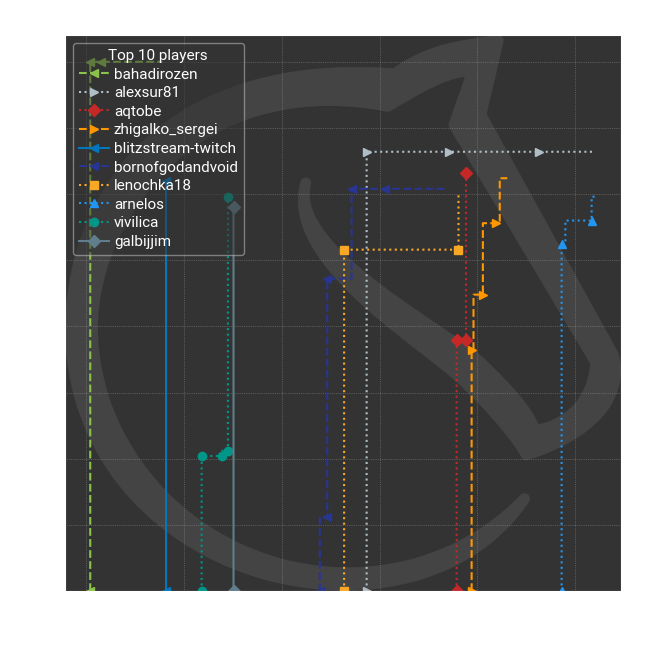 Top 10 players
bahadirozen
alexsur81
aqtobe
zhigalko_sergei
blitzstream-twitch
bornofgodandvoid
lenochka18
arnelos
vivilica
galbijjim